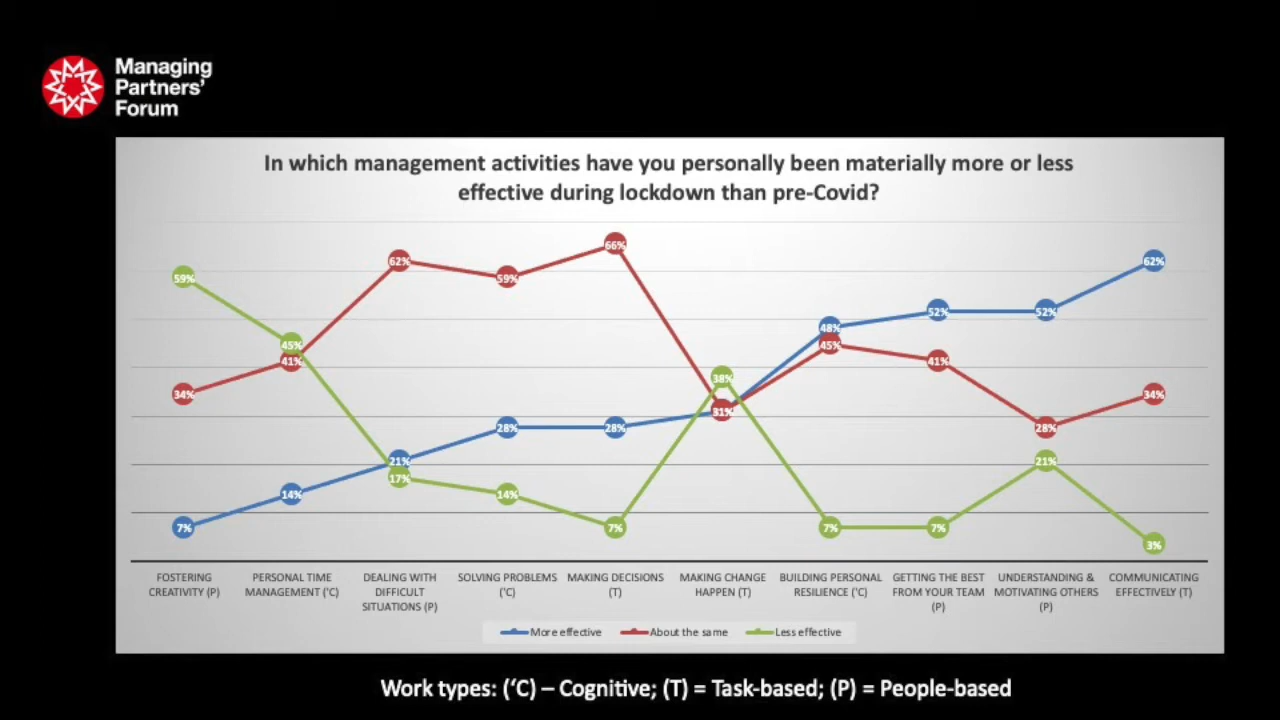 Managing
Partners'
Forum
In which management activities have you personally been materially more or less
effective during lockdown than pre-Covid?
66%
62%
62%
59%
59%
52%
52%
48%
45%
45%
41%
41%
38%
34%
34%
31%
28%
28%
28%
21%
21%
17%
14%
14%
7%
7%
7%
7%
3%
FOSTERING
CREATIVITY (P)
PERSONAL TIME
MANAGEMENT ('C)
DEALING WITH
DIFFICULT
SITUATIONS (P)
SOLVING PROBLEMS
('C)
MAKING DECISIONS
(T)
MAKING CHANGE
HAPPEN (T)
BUILDING PERSONAL
RESILIENCE ('C)
GETTING THE BEST
FROM YOUR TEAM
(P)
UNDERSTANDING &
MOTIVATING OTHERS
(P)
COMMUNICATING
EFFECTIVELY (T)
More effective
About the same
Less effective
Work types: ('C) – Cognitive; (T) = Task-based; (P) = People-based